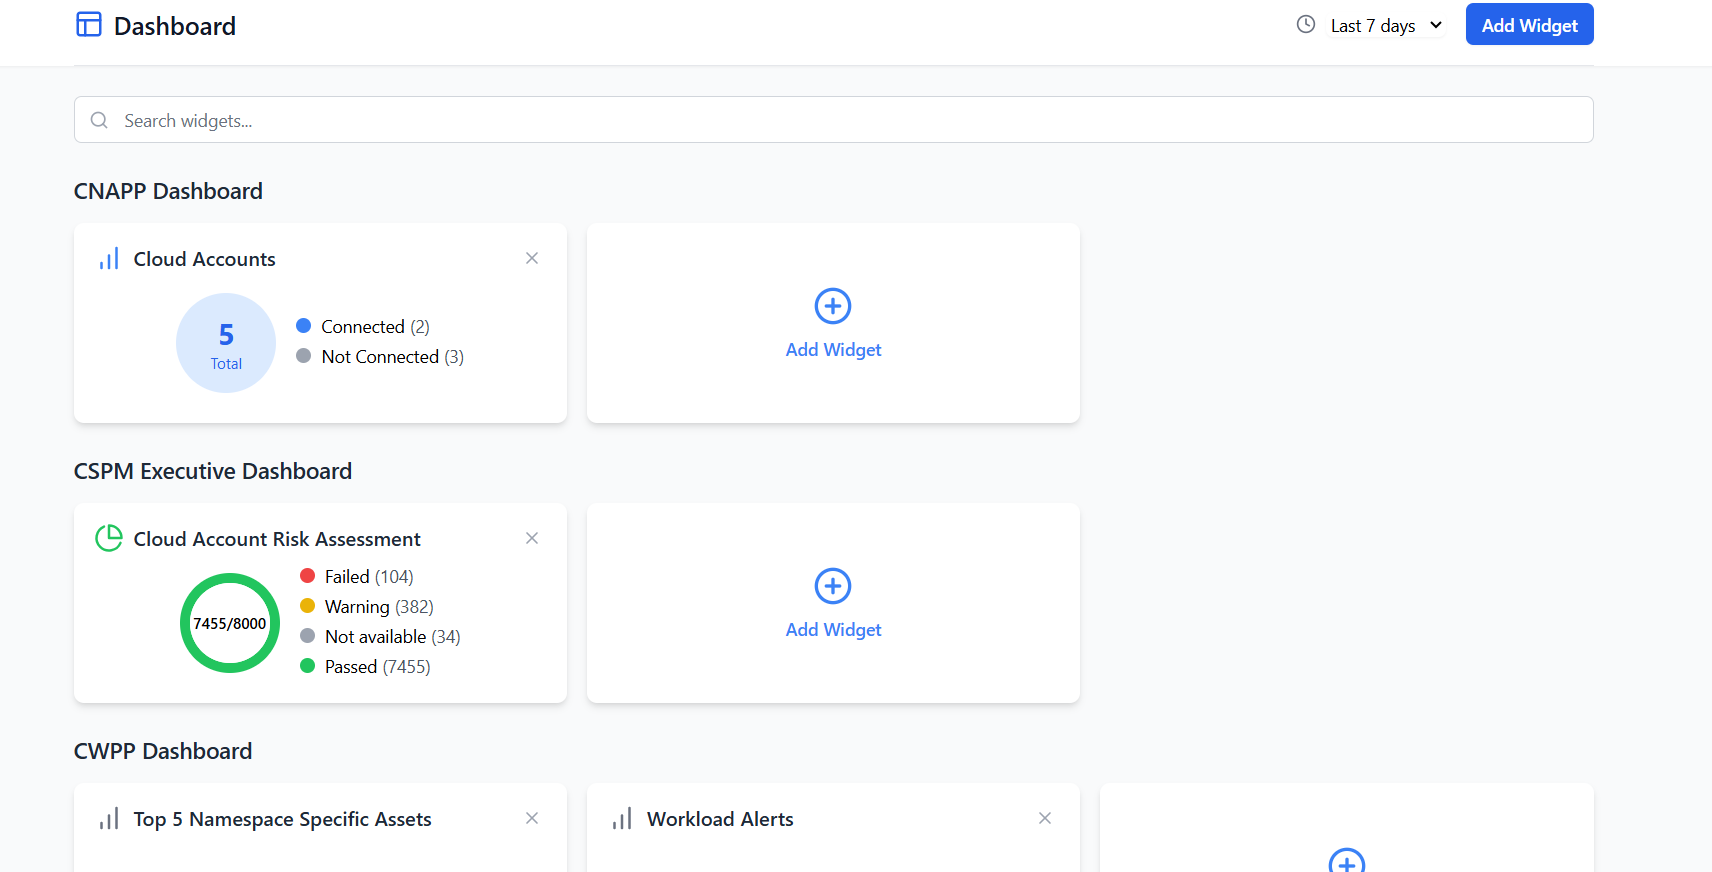 Dashboard
Last 7 days
Add Widget
Search widgets...
CNAPP Dashboard
Cloud Accounts
5
Total
Connected (2)
Not Connected (3)
Add Widget
CSPM Executive Dashboard
Cloud Account Risk Assessment
7455/8000
Failed (104)
Warning (382)
Not available (34)
Passed (7455)
Add Widget
CWPP Dashboard
Top 5 Namespace Specific Assets
Workload Alerts